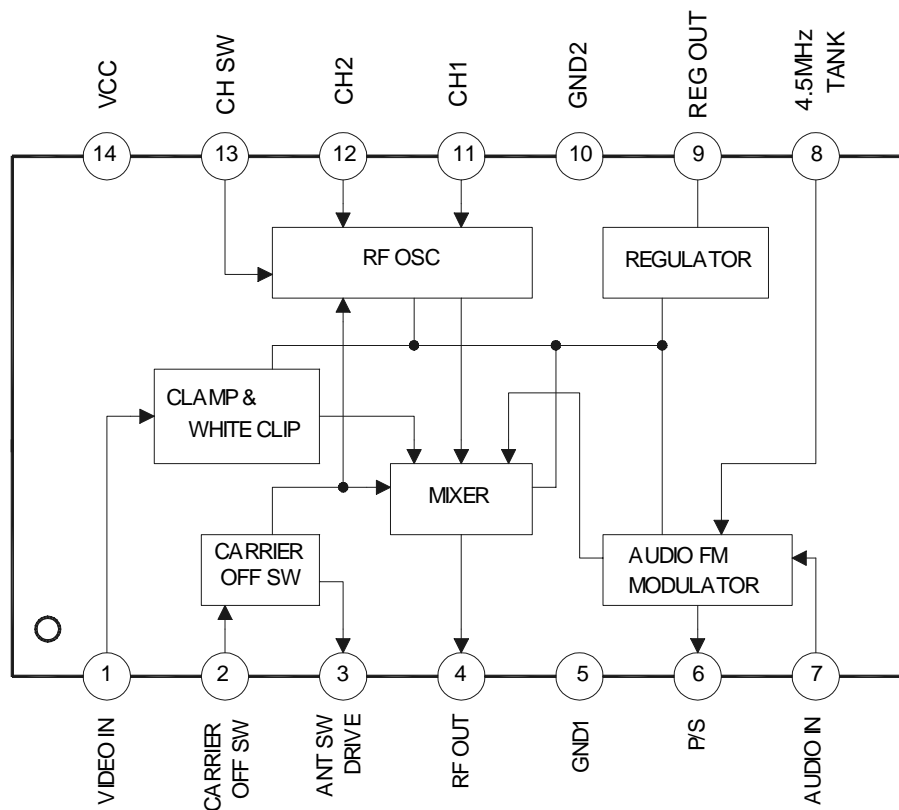 VCC
CH SW
CH2
CH1
GND2
REG OUT
4.5MHz
TANK
14
13
12
11
10
9
8
RF OSC
REGULATOR
CLAMP &
WHITE CLIP
MIXER
CARRIER
OFF SW
AUDIO FM
MODULATOR
1
2
3
4
5
6
7
VIDEO IN
CARRIER
OFF SW
ANT SW
DRIVE
RF OUT
GND1
P/S
AUDIO IN